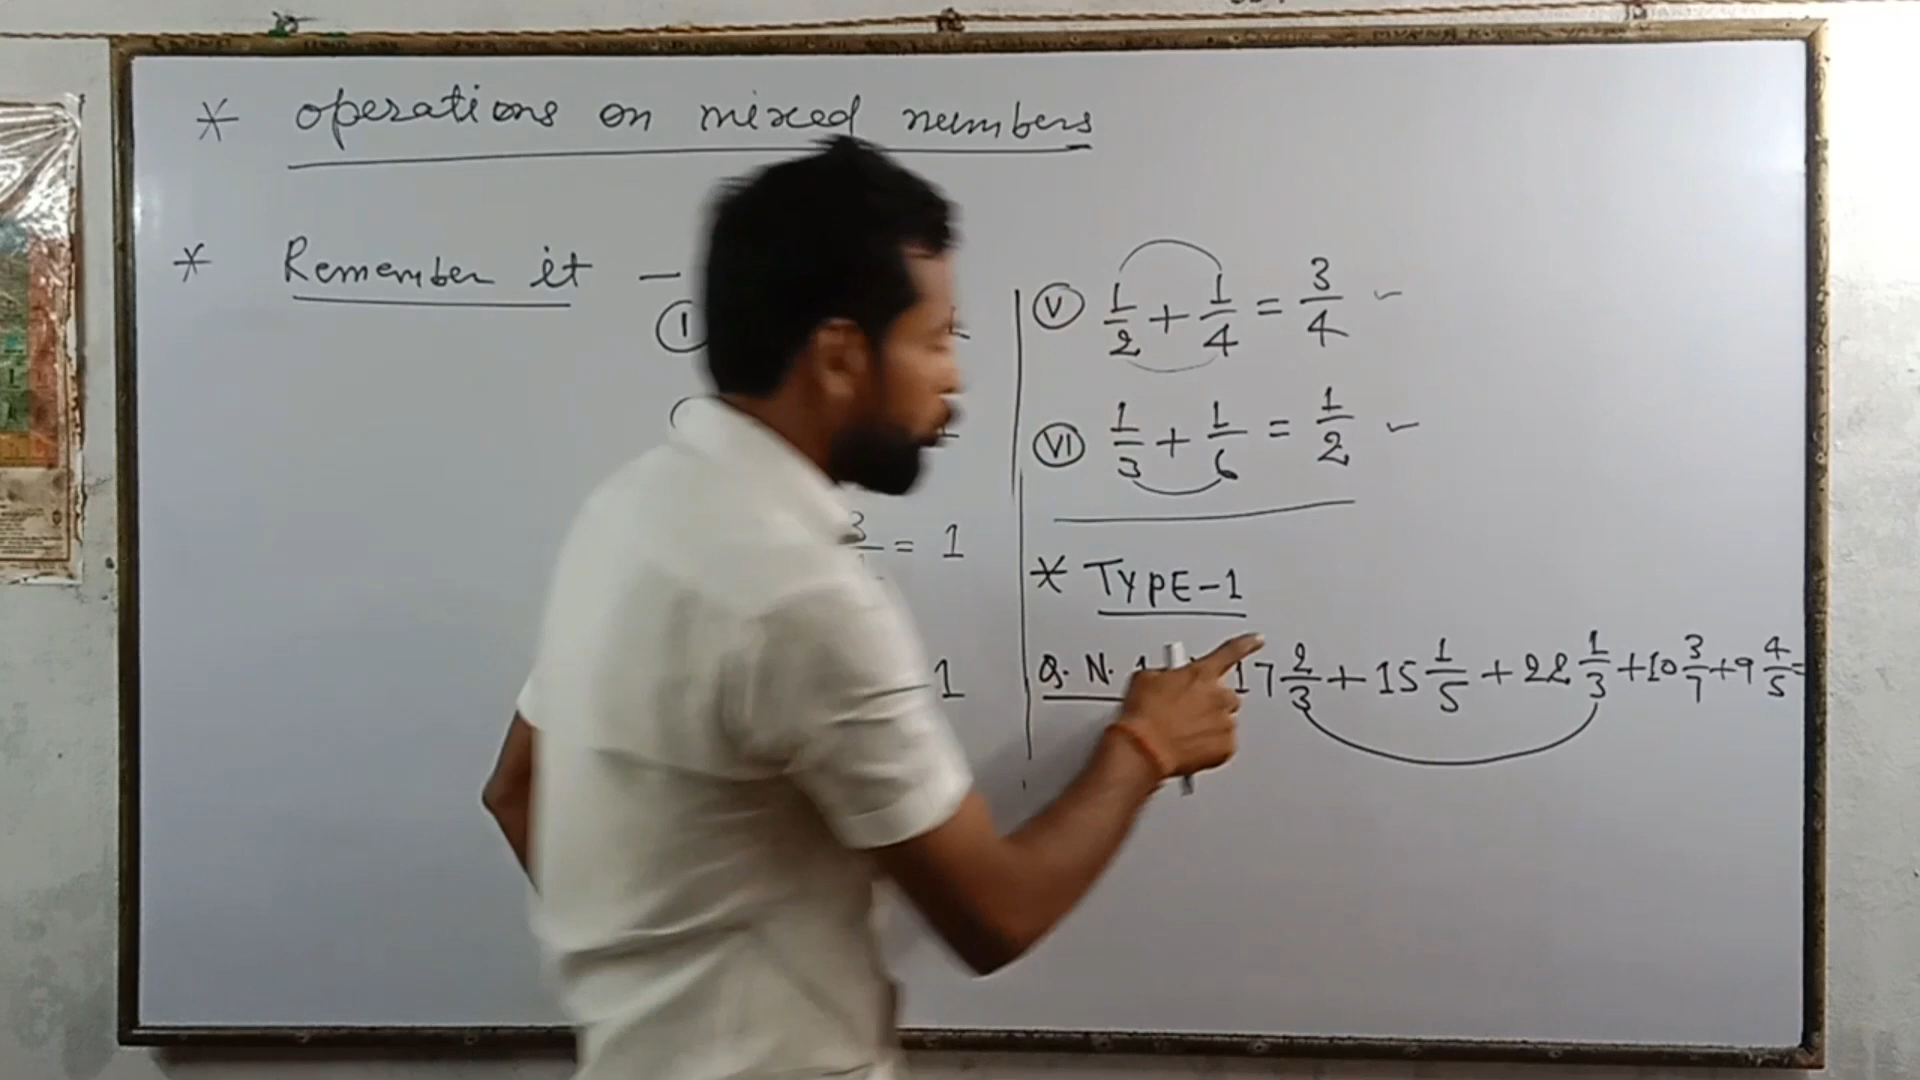 * operations on mixed numbers
* Remember it –
I
3/ = 1
1
V 1/2 + 1/4 = 3/4
VI 1/3 + 1/6 = 1/2
* TYPE-1
Q. N. 1 17 2/3 + 15 1/5 + 22 1/3 + 10 3/7 + 9 4/5 =